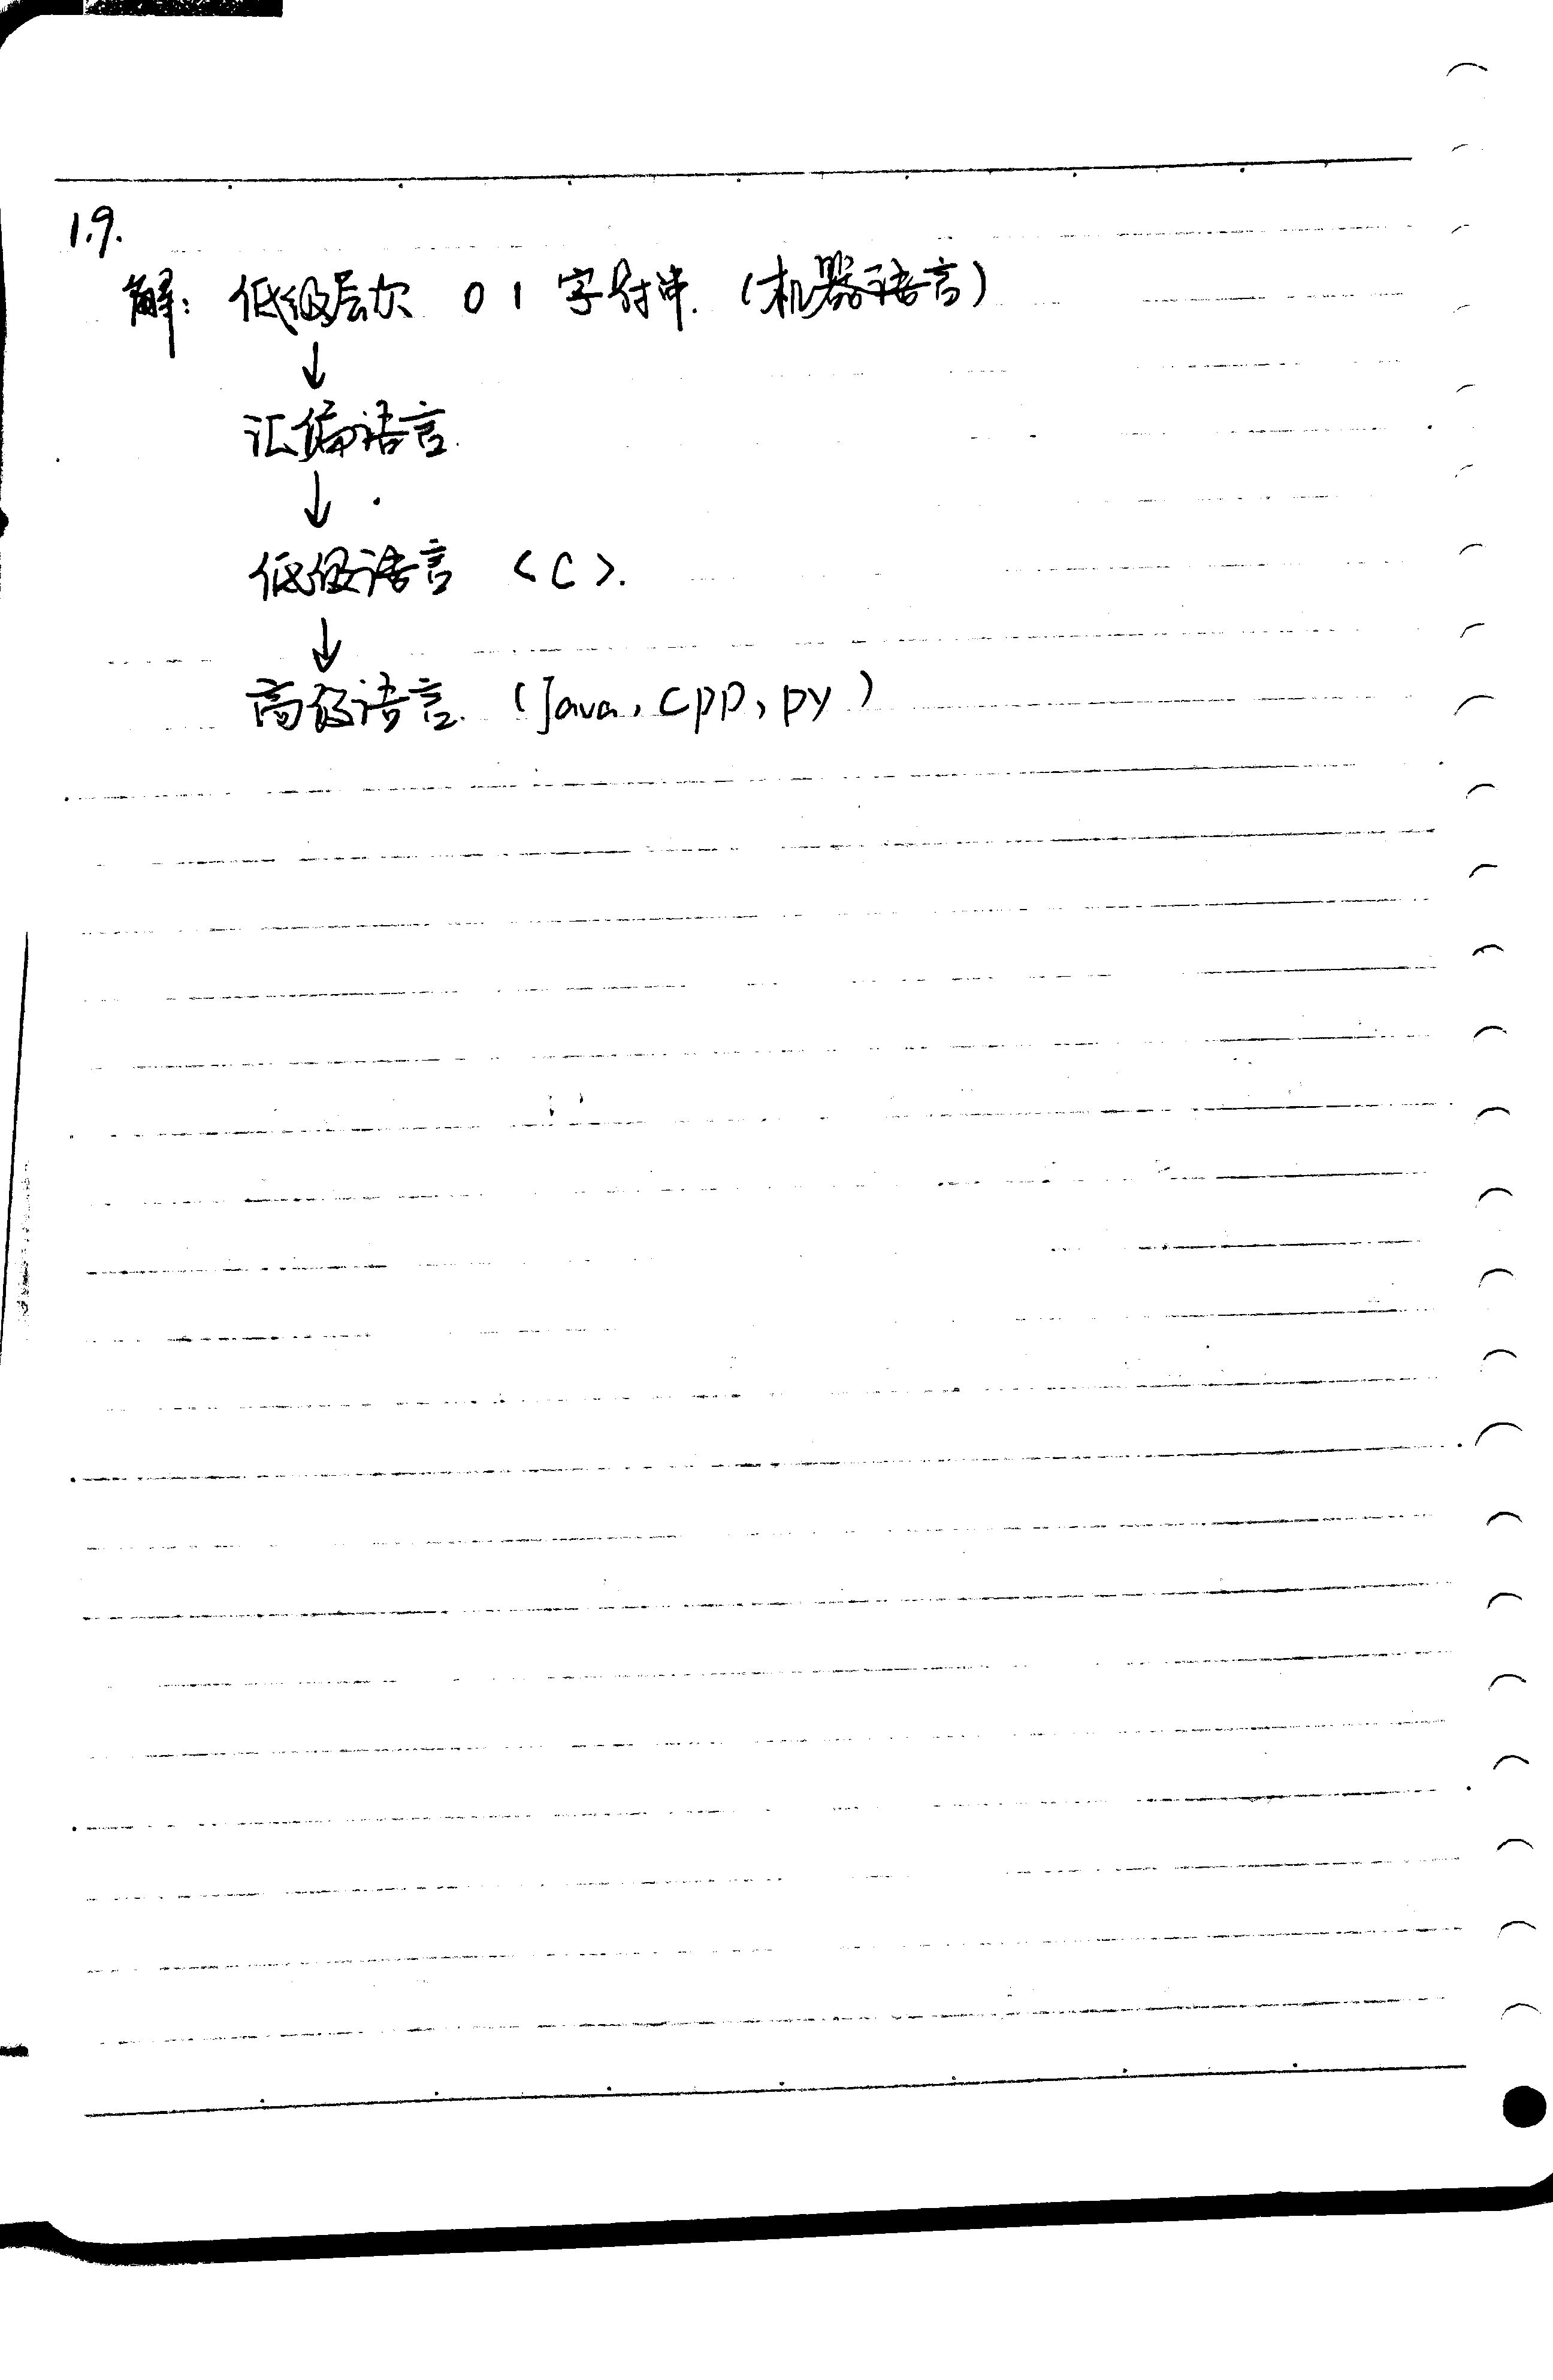 1.9.
解: 低级层次 0 1 字符串. (机器语言)
↓
汇编语言.
↓
低级语言 <C>.
↓
高级语言. (Java, cpp, py)